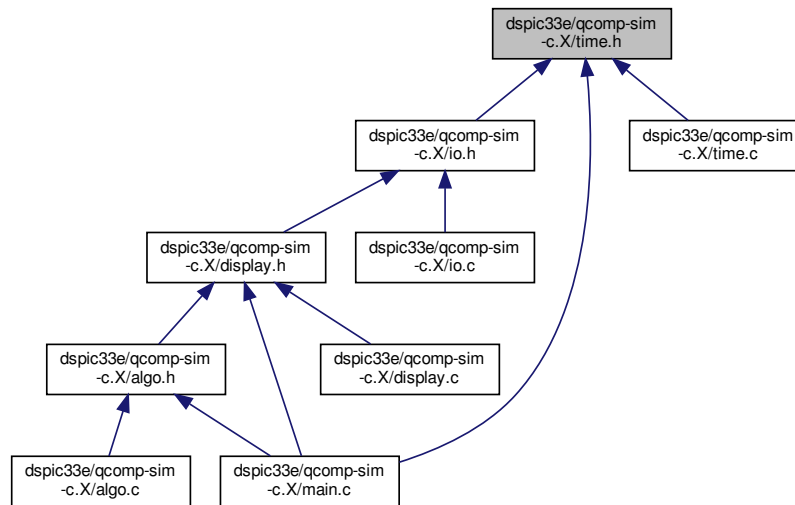 dspic33e/qcomp-sim
-c.X/time.h
dspic33e/qcomp-sim
-c.X/io.h
dspic33e/qcomp-sim
-c.X/time.c
dspic33e/qcomp-sim
-c.X/display.h
dspic33e/qcomp-sim
-c.X/io.c
dspic33e/qcomp-sim
-c.X/algo.h
dspic33e/qcomp-sim
-c.X/display.c
dspic33e/qcomp-sim
-c.X/algo.c
dspic33e/qcomp-sim
-c.X/main.c